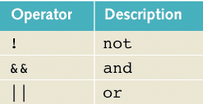 Operator Description
! not
&& and
|| or